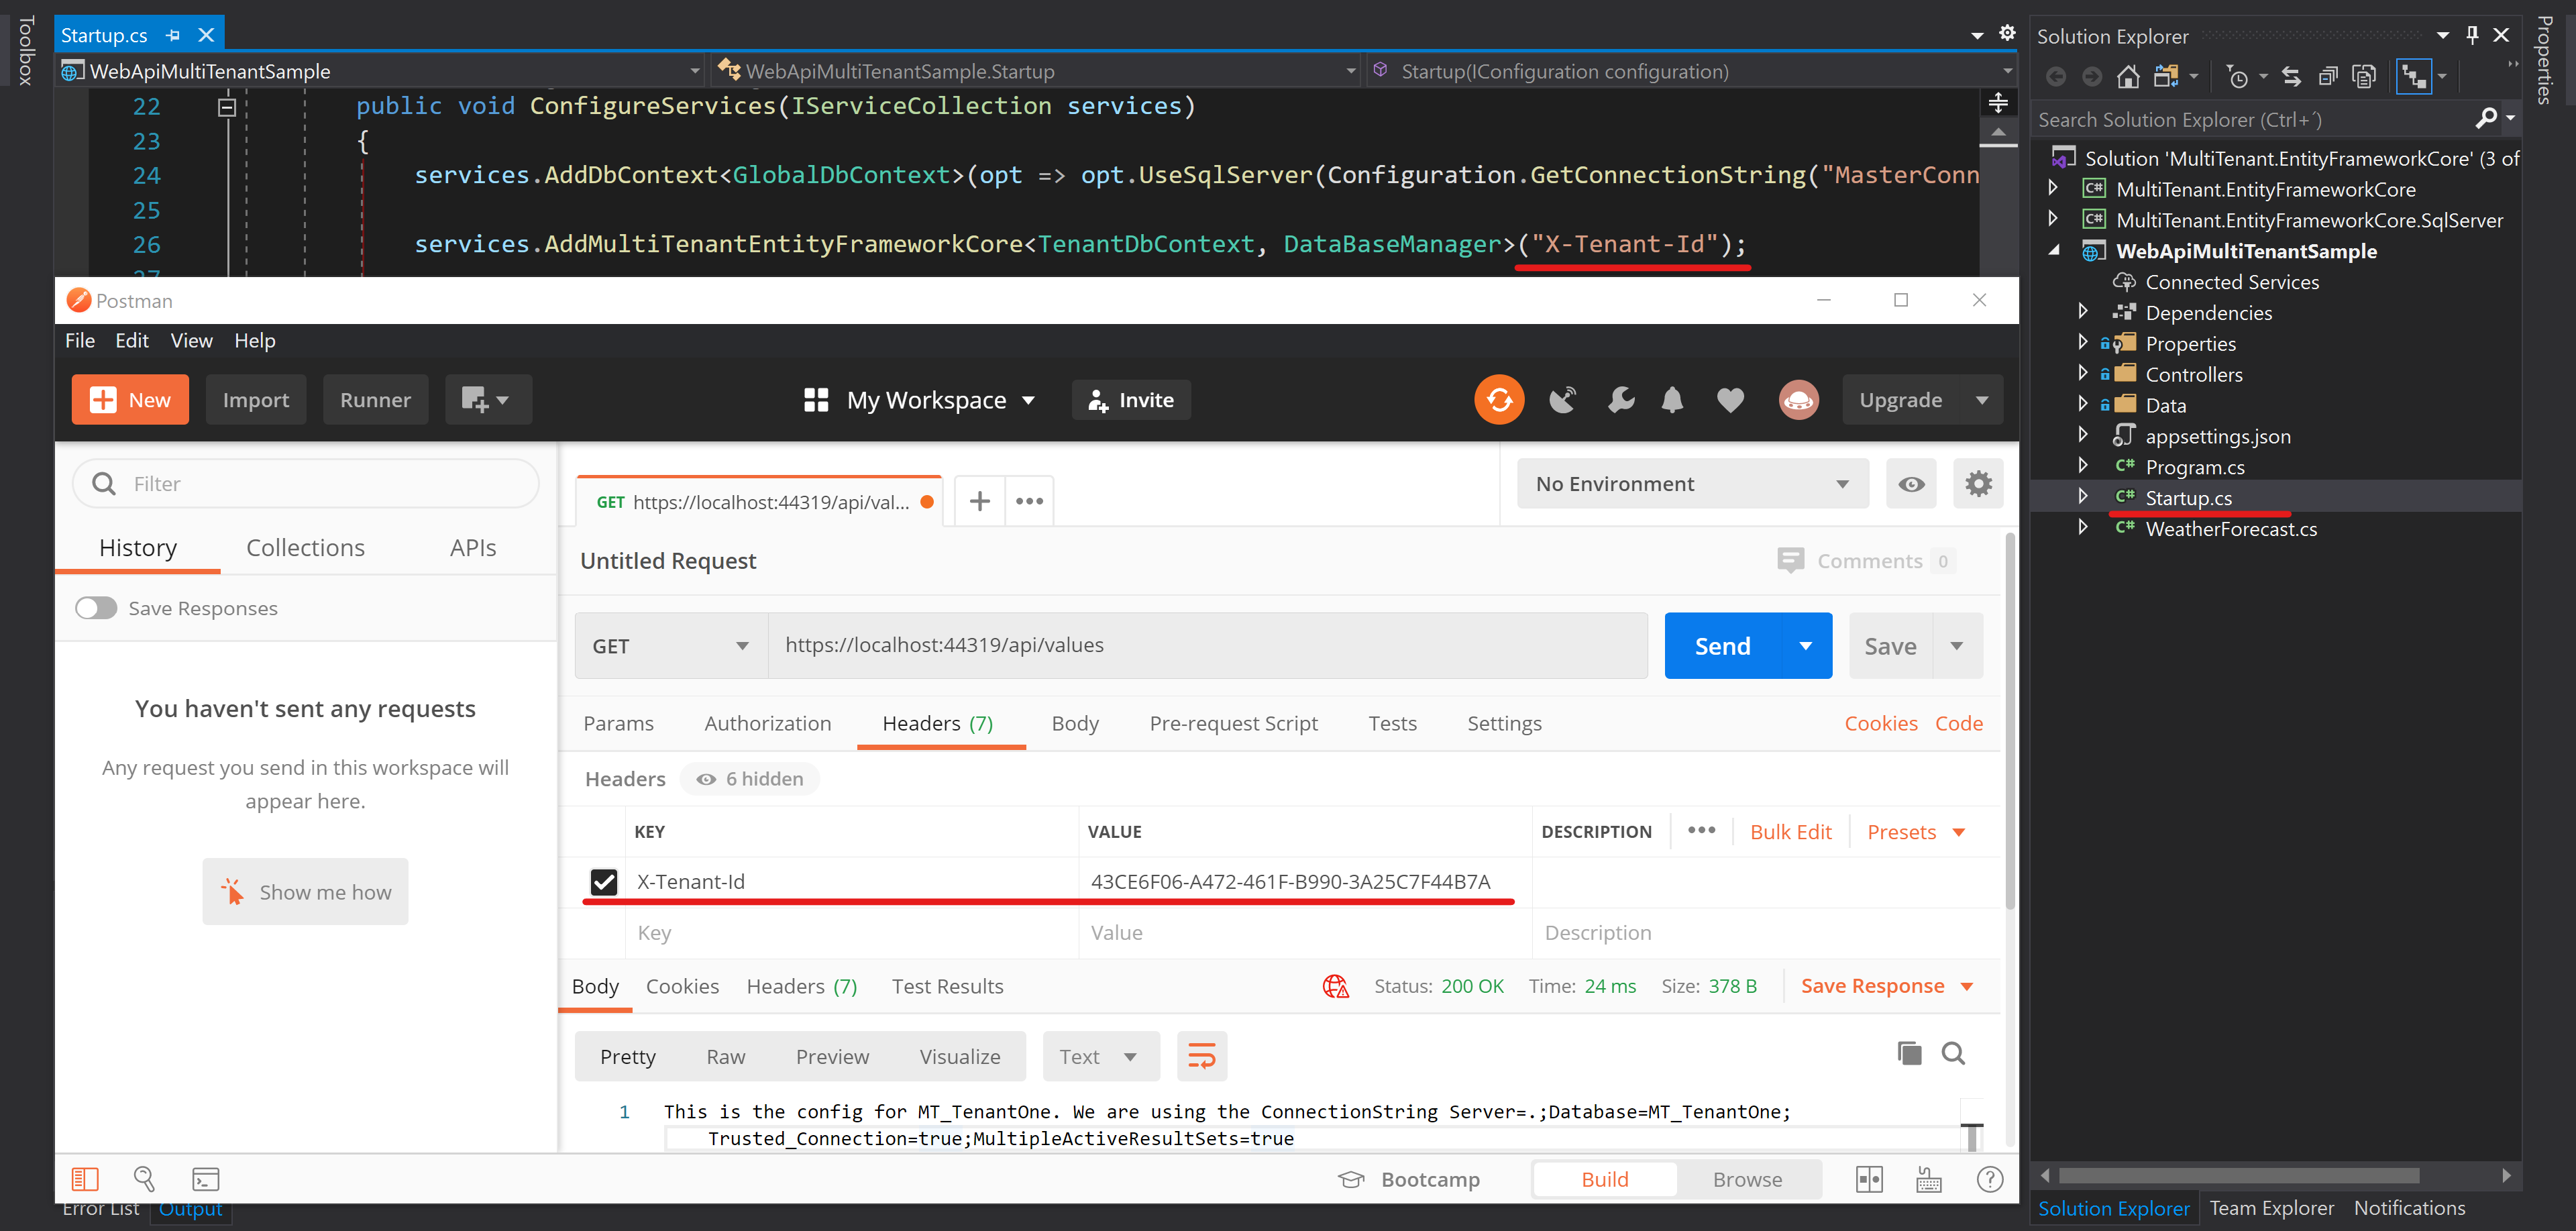 Toolbox
Startup.cs
WebApiMultiTenantSample
WebApiMultiTenantSample.Startup
Startup(IConfiguration configuration)
22 public void ConfigureServices(IServiceCollection services)
23 {
24 services.AddDbContext<GlobalDbContext>(opt => opt.UseSqlServer(Configuration.GetConnectionString("MasterConn
25
26 services.AddMultiTenantEntityFrameworkCore<TenantDbContext, DataBaseManager>("X-Tenant-Id");
27
Postman
File Edit View Help
New Import Runner My Workspace Invite Upgrade
Filter
History Collections APIs
Save Responses
You haven't sent any requests
Any request you send in this workspace will
appear here.
Show me how
GET https://localhost:44319/api/val...
No Environment
Untitled Request
Comments 0
GET https://localhost:44319/api/values Send Save
Params Authorization Headers (7) Body Pre-request Script Tests Settings Cookies Code
Headers 6 hidden
KEY VALUE DESCRIPTION Bulk Edit Presets
X-Tenant-Id 43CE6F06-A472-461F-B990-3A25C7F44B7A
Key Value Description
Body Cookies Headers (7) Test Results Status: 200 OK Time: 24 ms Size: 378 B Save Response
Pretty Raw Preview Visualize Text
1 This is the config for MT_TenantOne. We are using the ConnectionString Server=.;Database=MT_TenantOne;
Trusted_Connection=true;MultipleActiveResultSets=true
Bootcamp Build Browse
Error List Output
Solution Explorer
Search Solution Explorer (Ctrl+´)
Solution 'MultiTenant.EntityFrameworkCore' (3 of
C# MultiTenant.EntityFrameworkCore
C# MultiTenant.EntityFrameworkCore.SqlServer
WebApiMultiTenantSample
Connected Services
Dependencies
Properties
Controllers
Data
appsettings.json
C# Program.cs
C# Startup.cs
C# WeatherForecast.cs
Solution Explorer Team Explorer Notifications
Properties